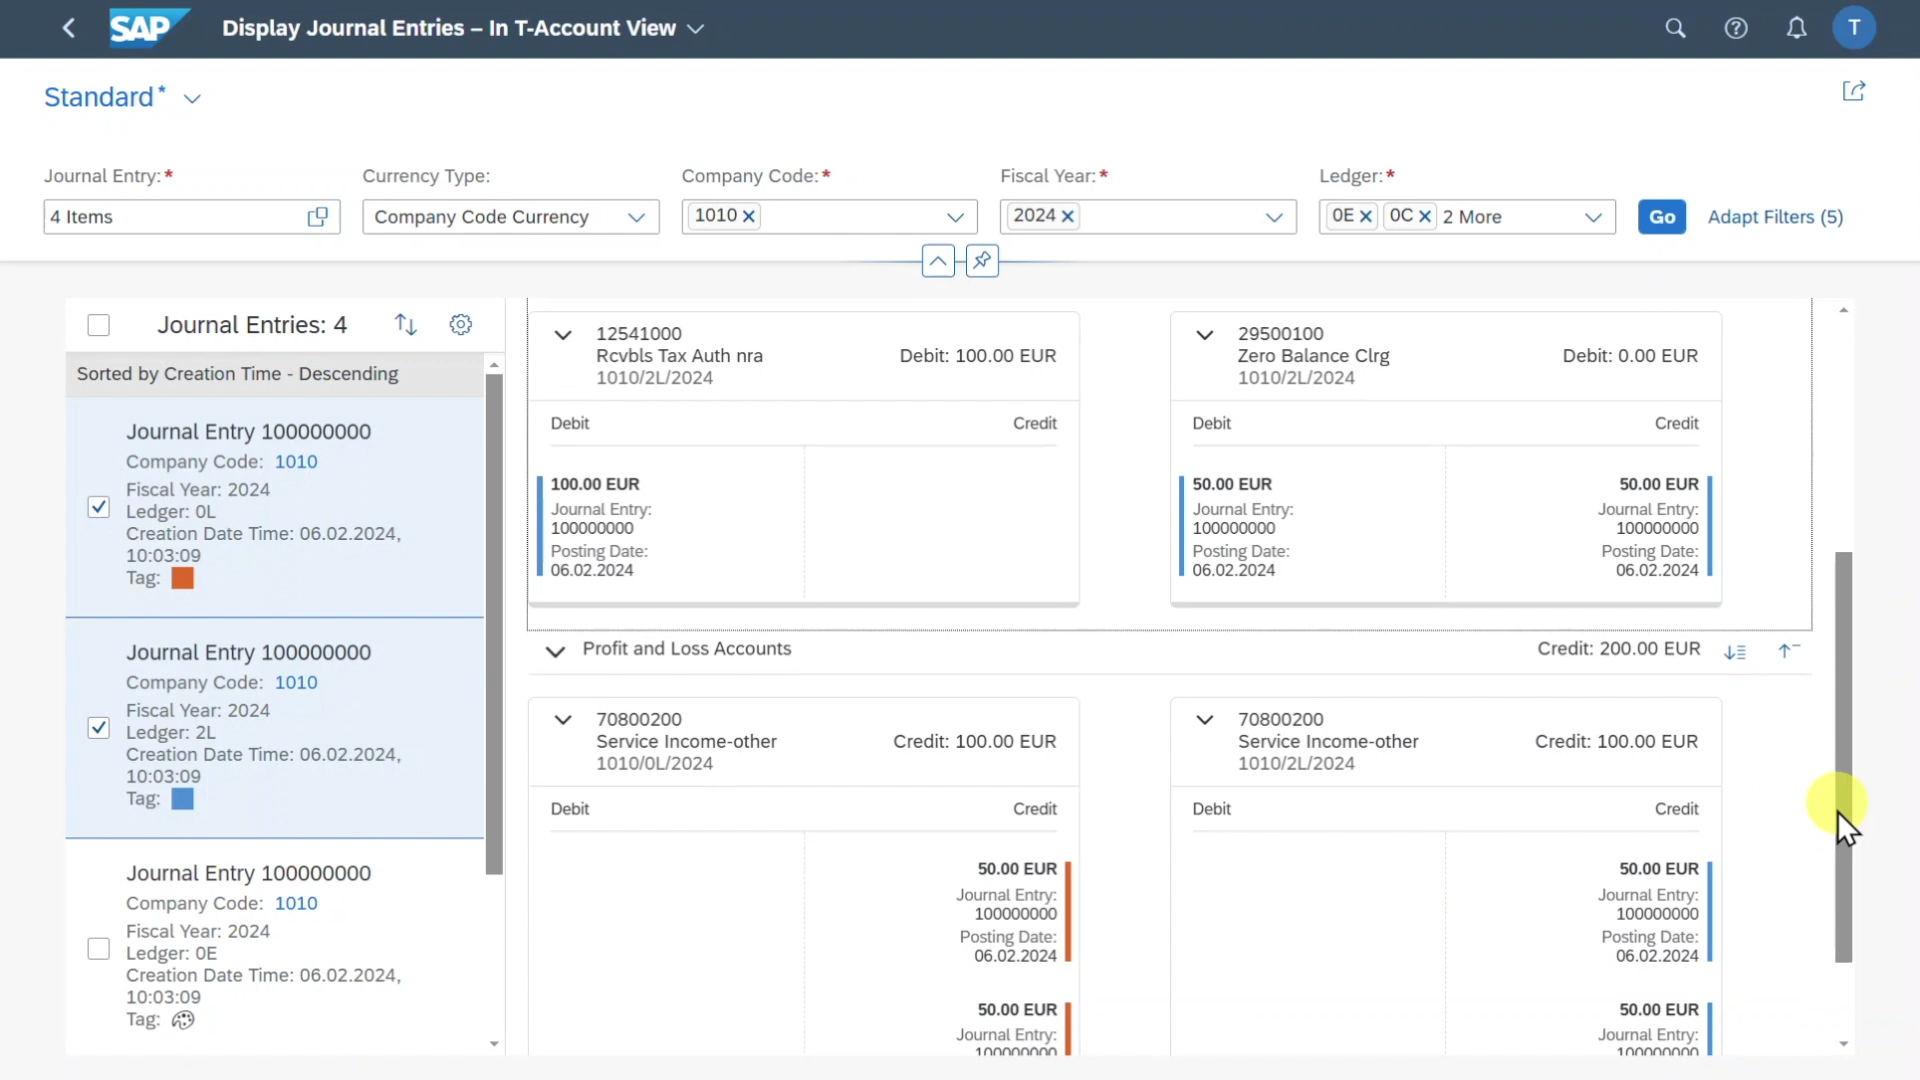 SAP Display Journal Entries – In T-Account View T
Standard*
Journal Entry:* Currency Type: Company Code:* Fiscal Year:* Ledger:*
4 Items Company Code Currency 1010 2024 0E 0C 2 More Go Adapt Filters (5)
Journal Entries: 4
Sorted by Creation Time - Descending
Journal Entry 100000000
Company Code: 1010
Fiscal Year: 2024
Ledger: 0L
Creation Date Time: 06.02.2024,
10:03:09
Tag:
Journal Entry 100000000
Company Code: 1010
Fiscal Year: 2024
Ledger: 2L
Creation Date Time: 06.02.2024,
10:03:09
Tag:
Journal Entry 100000000
Company Code: 1010
Fiscal Year: 2024
Ledger: 0E
Creation Date Time: 06.02.2024,
10:03:09
Tag:
12541000
Rcvbls Tax Auth nra Debit: 100.00 EUR
1010/2L/2024
Debit Credit
100.00 EUR
Journal Entry:
100000000
Posting Date:
06.02.2024
29500100
Zero Balance Clrg Debit: 0.00 EUR
1010/2L/2024
Debit Credit
50.00 EUR 50.00 EUR
Journal Entry: Journal Entry:
100000000 100000000
Posting Date: Posting Date:
06.02.2024 06.02.2024
Profit and Loss Accounts Credit: 200.00 EUR
70800200
Service Income-other Credit: 100.00 EUR
1010/0L/2024
Debit Credit
50.00 EUR
Journal Entry:
100000000
Posting Date:
06.02.2024
50.00 EUR
Journal Entry:
100000000
70800200
Service Income-other Credit: 100.00 EUR
1010/2L/2024
Debit Credit
50.00 EUR
Journal Entry:
100000000
Posting Date:
06.02.2024
50.00 EUR
Journal Entry:
100000000